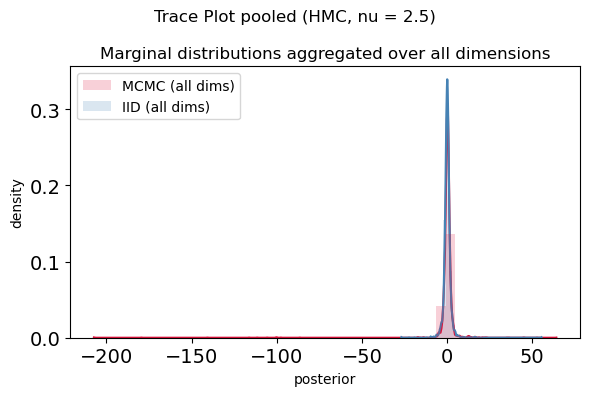 Trace Plot pooled (HMC, nu = 2.5)
Marginal distributions aggregated over all dimensions
MCMC (all dims)
IID (all dims)
density
0.3
0.2
0.1
0.0
−200
−150
−100
−50
0
50
posterior